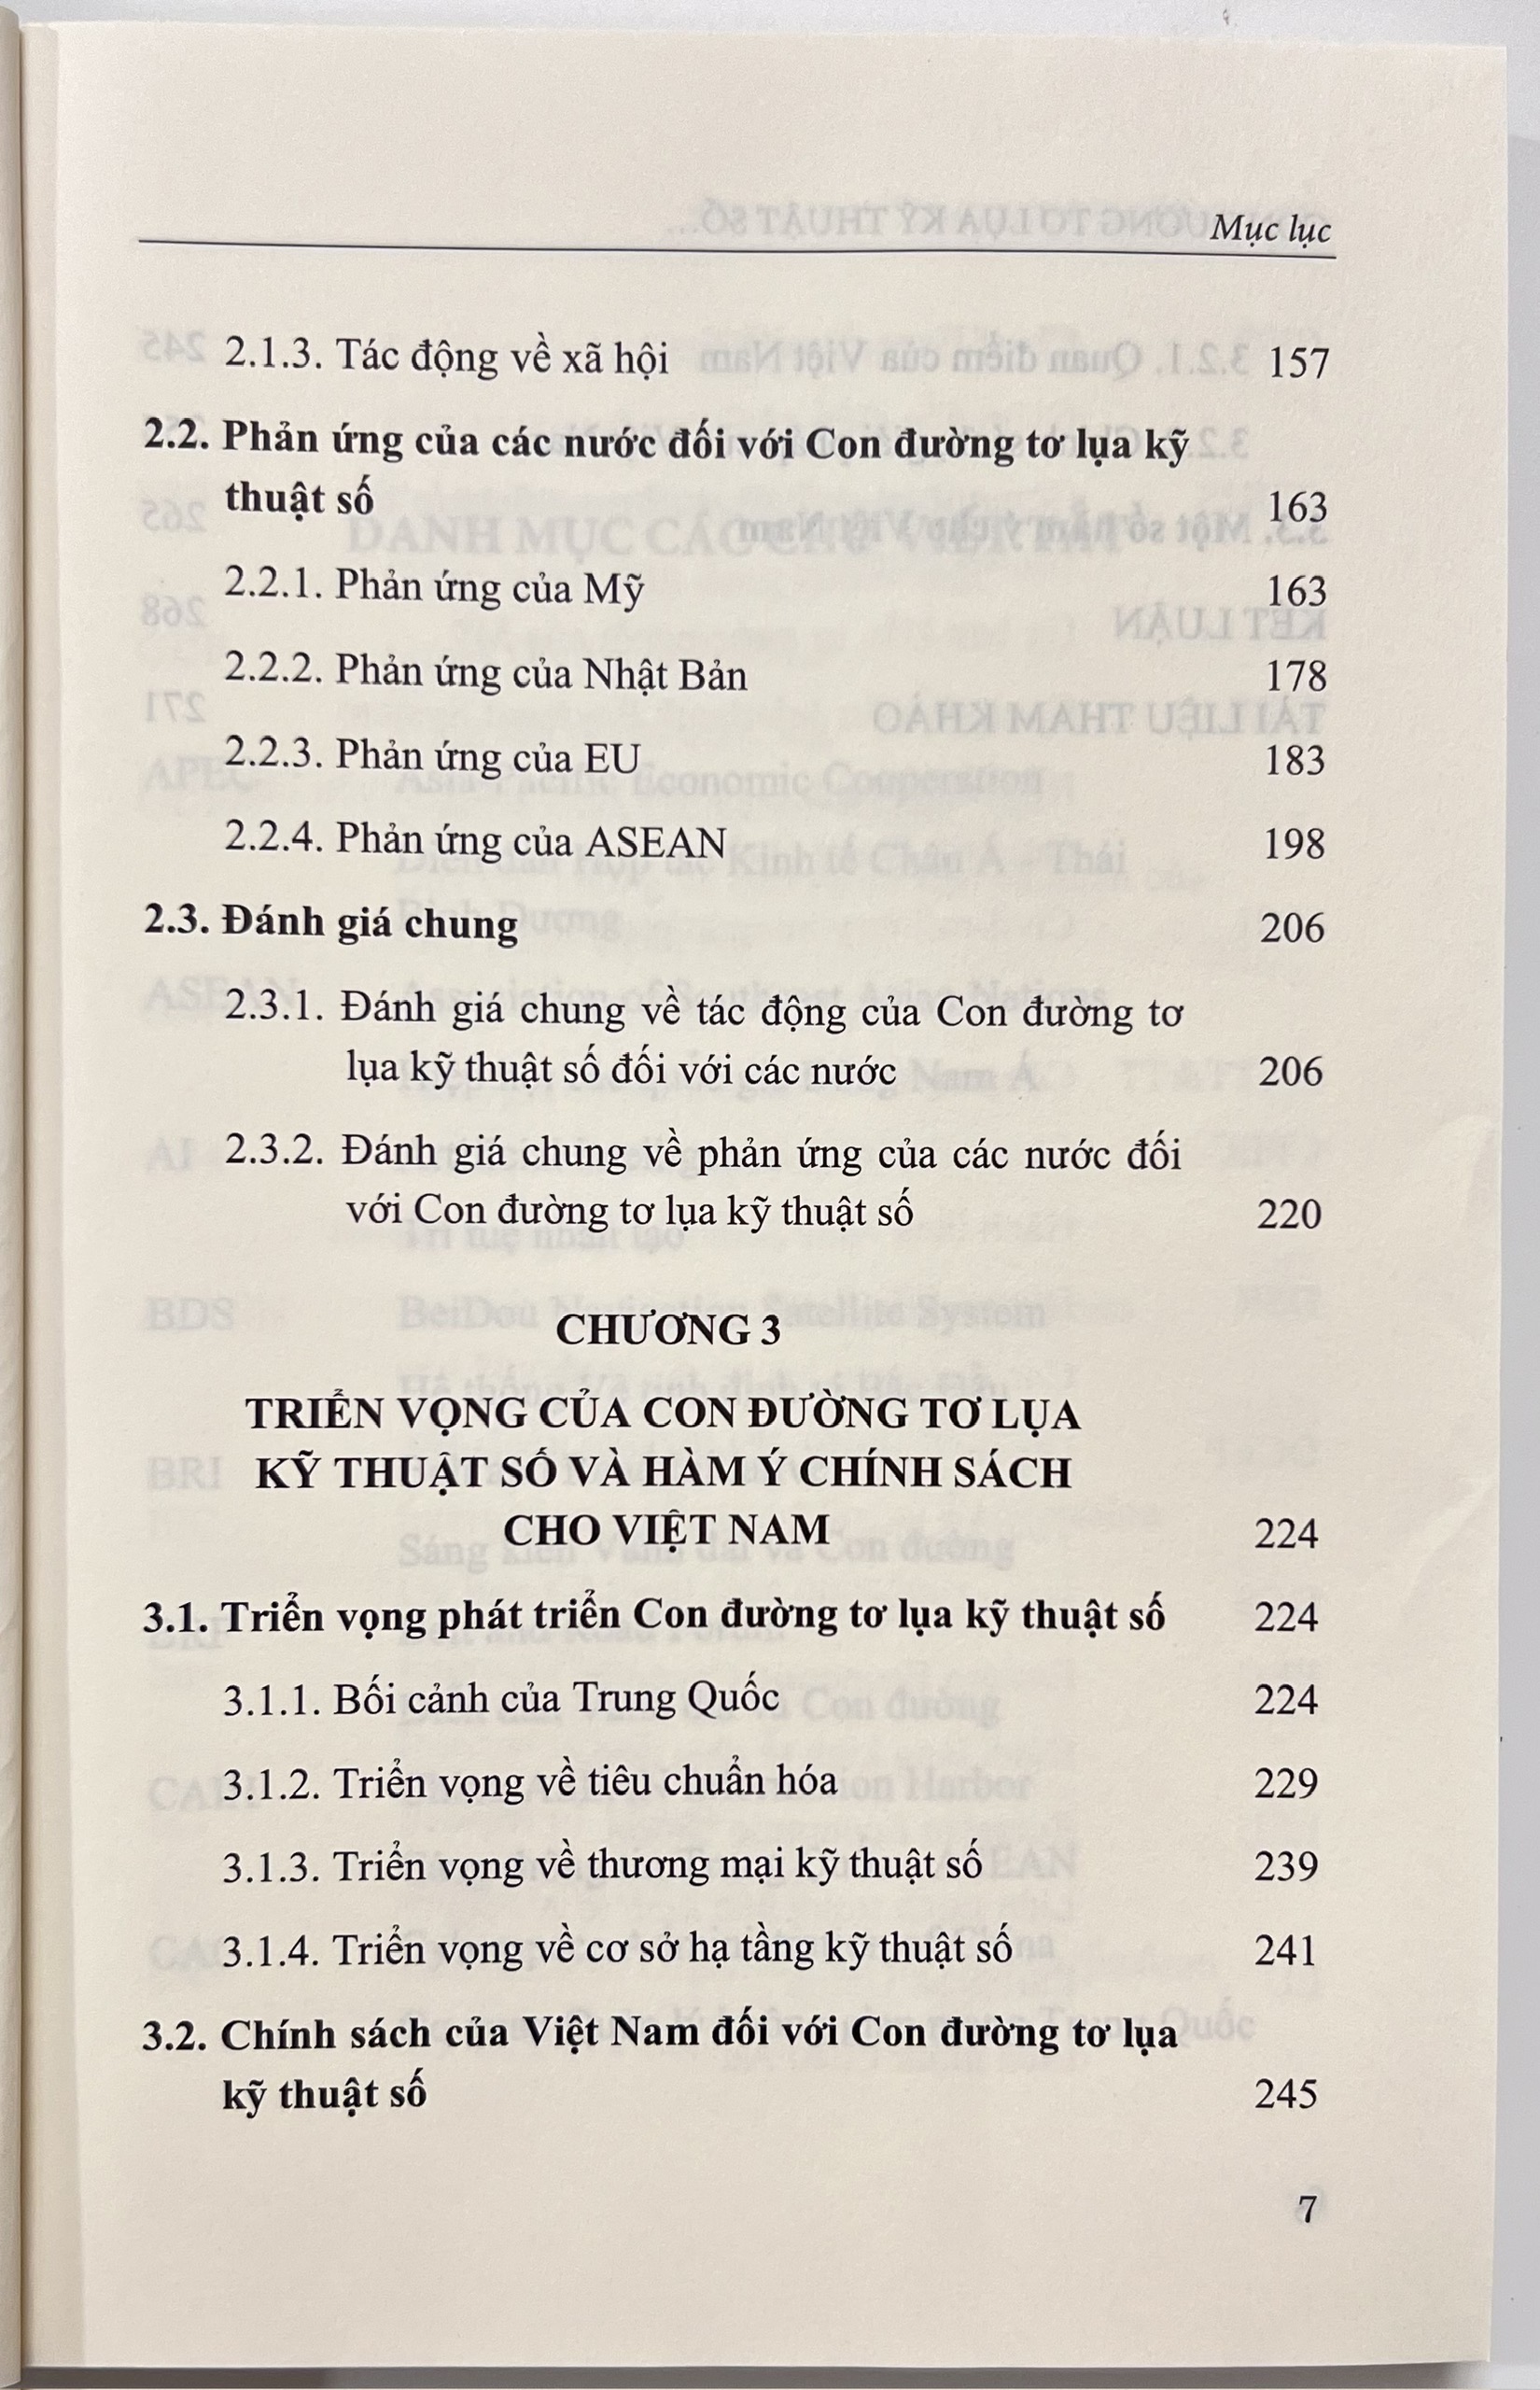 Mục lục
2.1.3. Tác động về xã hội 157
2.2. Phản ứng của các nước đối với Con đường tơ lụa kỹ
thuật số 163
2.2.1. Phản ứng của Mỹ 163
2.2.2. Phản ứng của Nhật Bản 178
2.2.3. Phản ứng của EU 183
2.2.4. Phản ứng của ASEAN 198
2.3. Đánh giá chung 206
2.3.1. Đánh giá chung về tác động của Con đường tơ
lụa kỹ thuật số đối với các nước 206
2.3.2. Đánh giá chung về phản ứng của các nước đối
với Con đường tơ lụa kỹ thuật số 220
CHƯƠNG 3
TRIỂN VỌNG CỦA CON ĐƯỜNG TƠ LỤA
KỸ THUẬT SỐ VÀ HÀM Ý CHÍNH SÁCH
CHO VIỆT NAM 224
3.1. Triển vọng phát triển Con đường tơ lụa kỹ thuật số 224
3.1.1. Bối cảnh của Trung Quốc 224
3.1.2. Triển vọng về tiêu chuẩn hóa 229
3.1.3. Triển vọng về thương mại kỹ thuật số 239
3.1.4. Triển vọng về cơ sở hạ tầng kỹ thuật số 241
3.2. Chính sách của Việt Nam đối với Con đường tơ lụa
kỹ thuật số 245
7